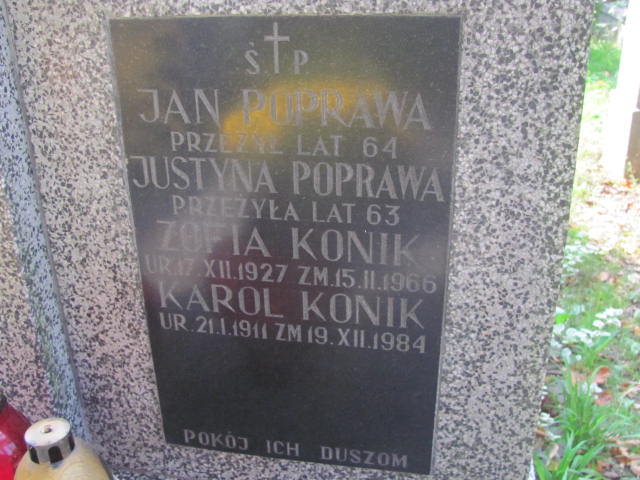 Ś P
JAN POPRAWA
PRZEŻYŁ LAT 64
JUSTYNA POPRAWA
PRZEŻYŁA LAT 63
ZOFIA KONIK
UR.17.XII.1927 ZM.15.II.1966
KAROL KONIK
UR.21.I.1911 ZM 19.XII.1984
POKÓJ ICH DUSZOM